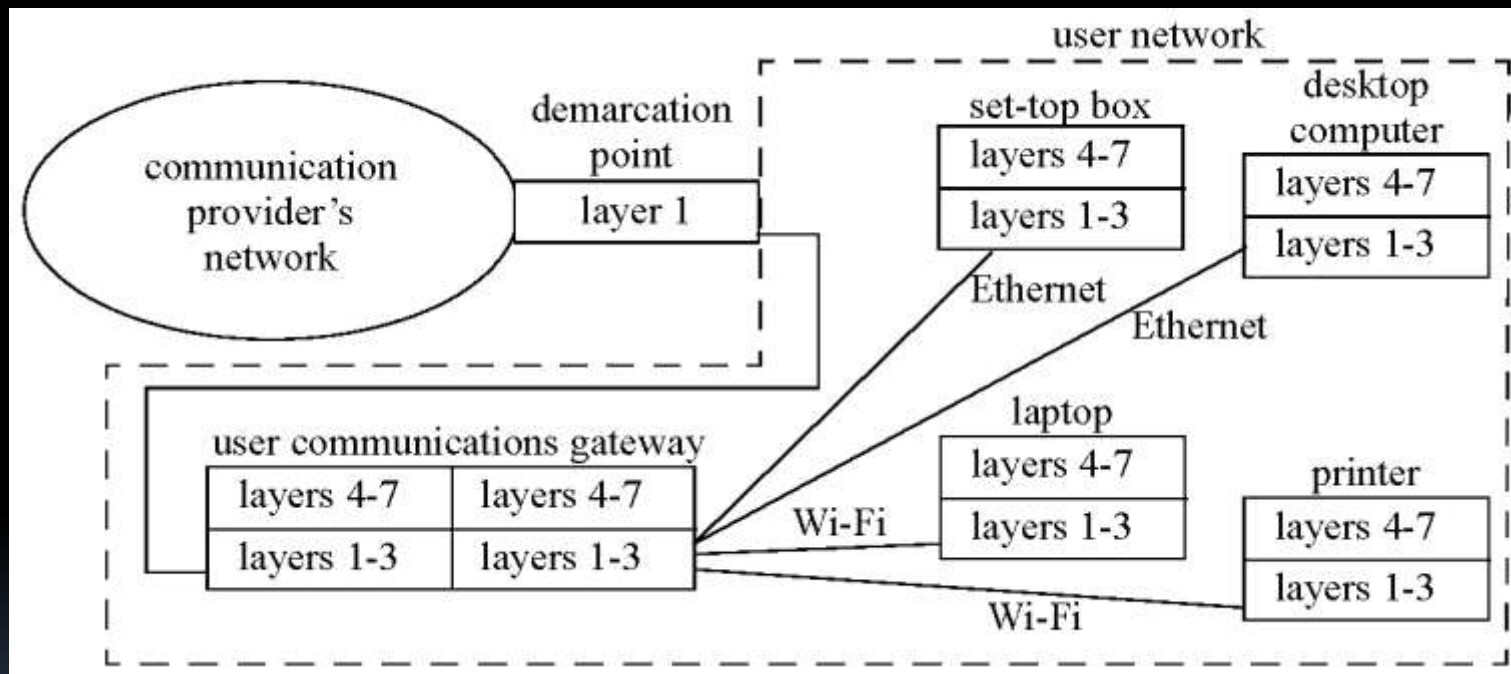 user network
demarcation
point
layer 1
communication
provider's
network
set-top box
layers 4-7
layers 1-3
desktop
computer
layers 4-7
layers 1-3
Ethernet
Ethernet
user communications gateway
layers 4-7 layers 4-7
layers 1-3 layers 1-3
Wi-Fi
Wi-Fi
laptop
layers 4-7
layers 1-3
printer
layers 4-7
layers 1-3